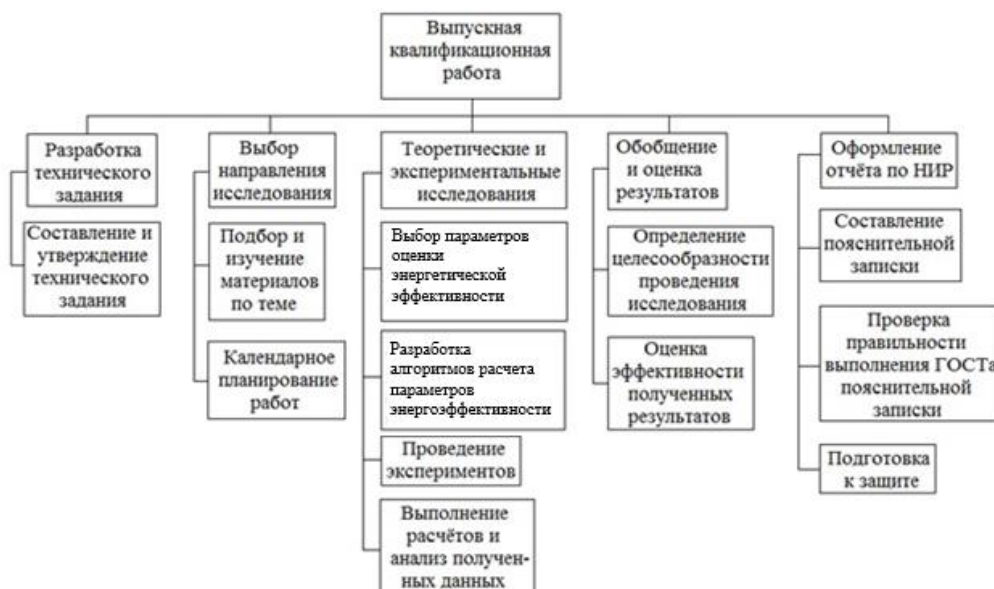 Выпускная
квалификационная
работа
Разработка
технического
задания
Составление и
утверждение
технического
задания
Выбор
направления
исследования
Подбор и
изучение
материалов
по теме
Календарное
планирование
работ
Теоретические и
экспериментальные
исследования
Выбор параметров
оценки
энергетической
эффективности
Разработка
алгоритмов расчета
параметров
энергоэффективности
Проведение
экспериментов
Выполнение
расчётов и
анализ получен-
ных данных
Обобщение
и оценка
результатов
Определение
целесообразности
проведения
исследования
Оценка
эффективности
полученных
результатов
Оформление
отчёта по НИР
Составление
пояснительной
записки
Проверка
правильности
выполнения ГОСТа
пояснительной
записки
Подготовка
к защите